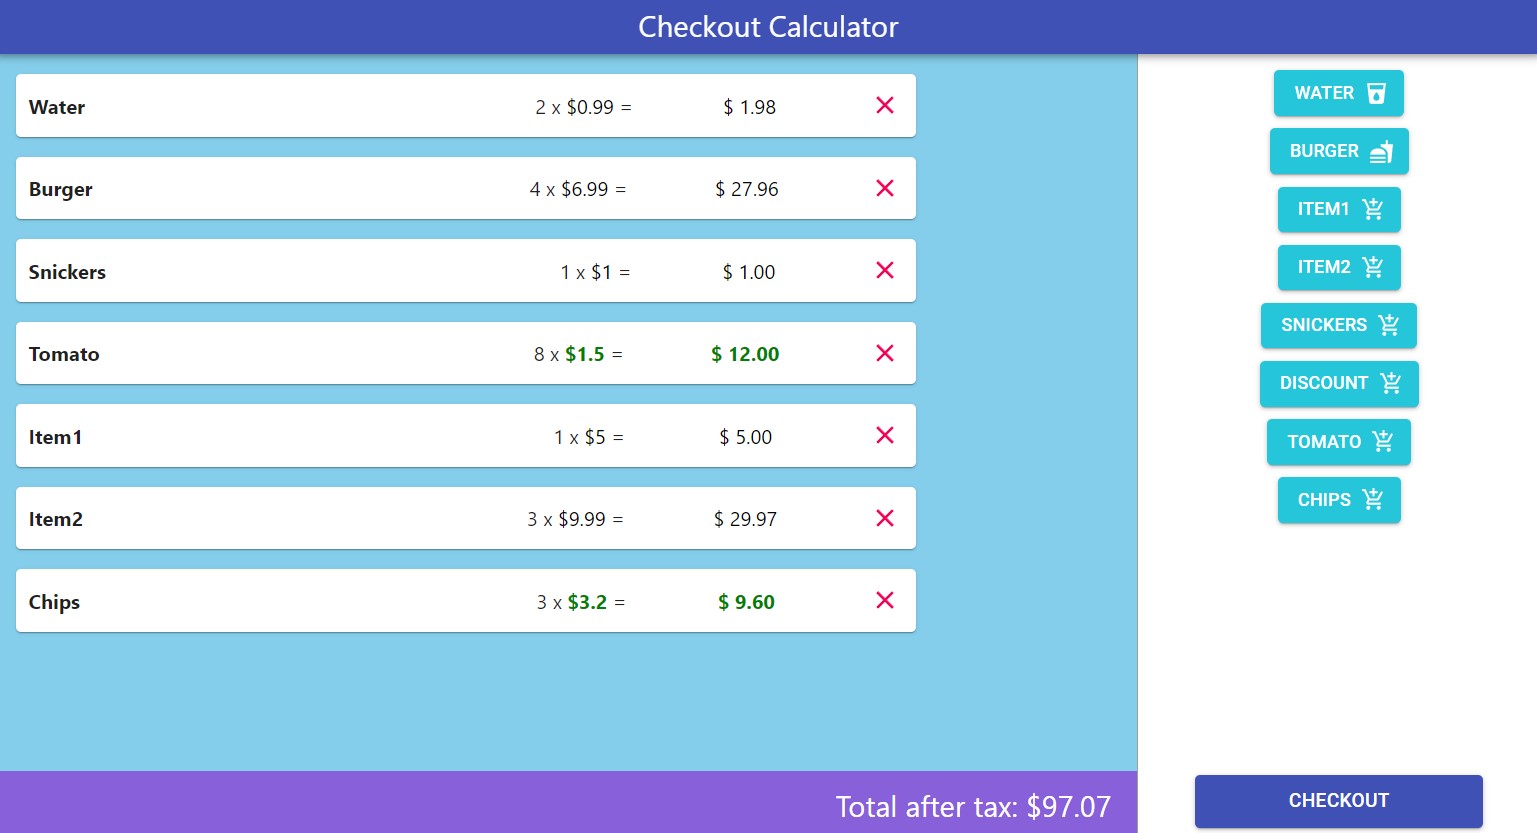 Checkout Calculator
Water 2 x $0.99 = $ 1.98
Burger 4 x $6.99 = $ 27.96
Snickers 1 x $1 = $ 1.00
Tomato 8 x $1.5 = $ 12.00
Item1 1 x $5 = $ 5.00
Item2 3 x $9.99 = $ 29.97
Chips 3 x $3.2 = $ 9.60
Total after tax: $97.07
WATER
BURGER
ITEM1
ITEM2
SNICKERS
DISCOUNT
TOMATO
CHIPS
CHECKOUT